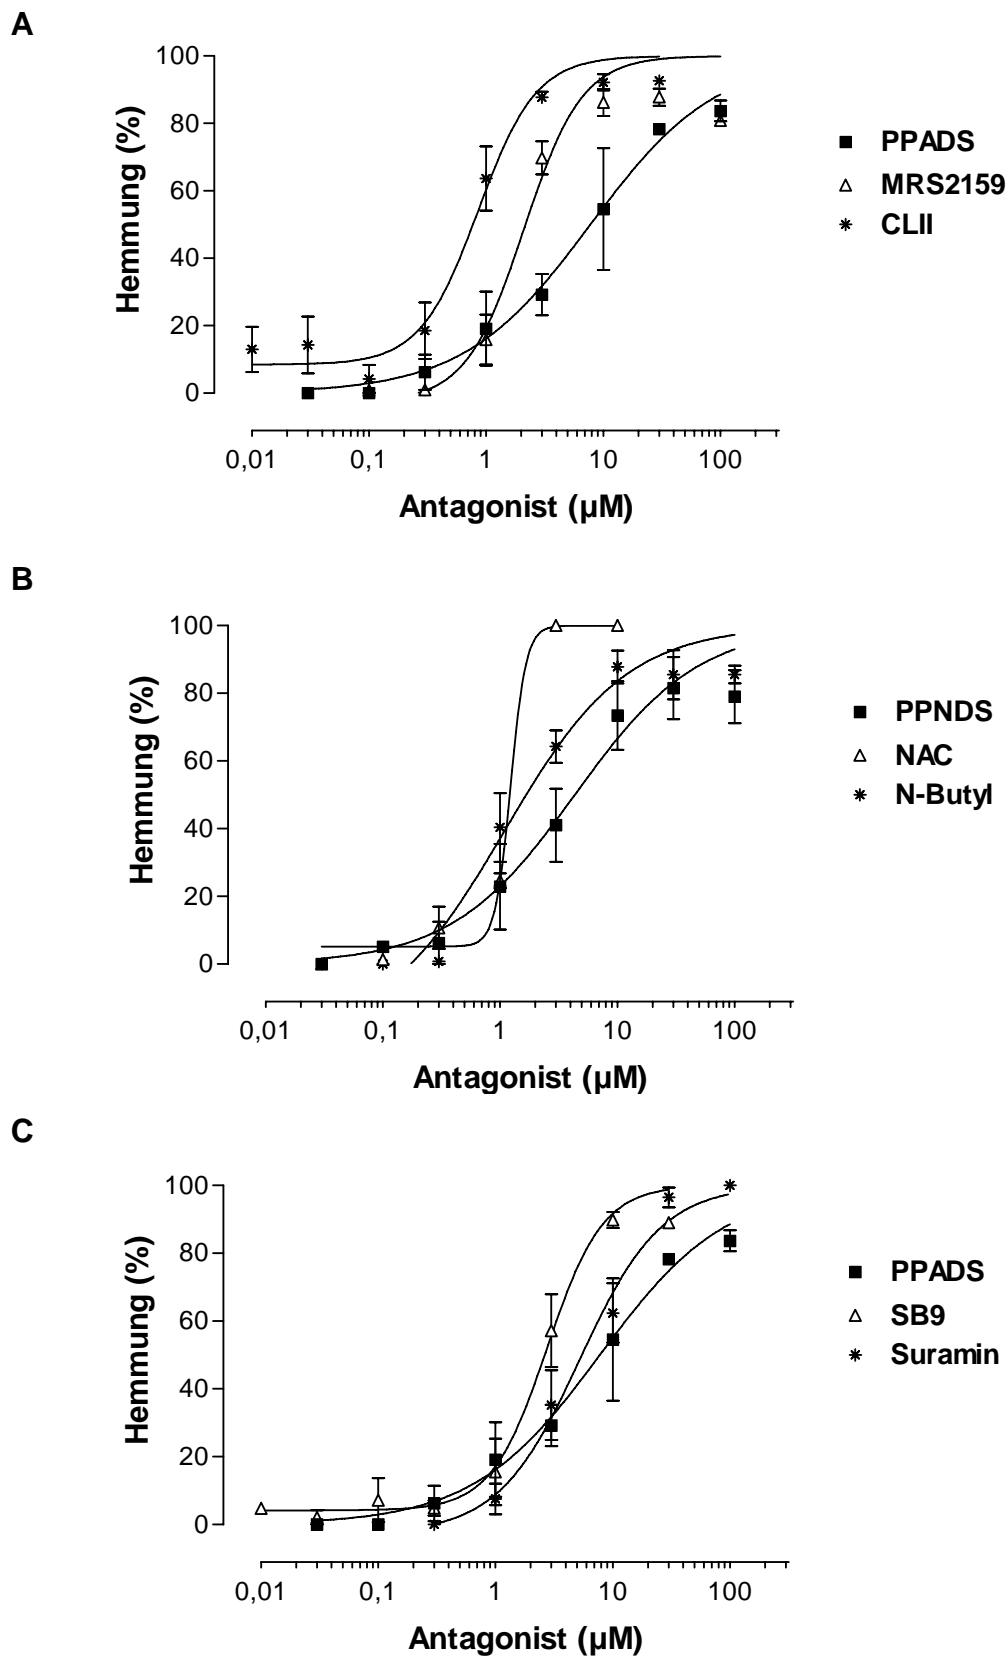 A
100
80
60
40
20
0
Hemmung (%)
0,01 0,1 1 10 100
Antagonist (µM)
PPADS
MRS2159
CLII
B
100
80
60
40
20
0
Hemmung (%)
0,01 0,1 1 10 100
Antagonist (µM)
PPNDS
NAC
N-Butyl
C
100
80
60
40
20
0
Hemmung (%)
0,01 0,1 1 10 100
Antagonist (µM)
PPADS
SB9
Suramin